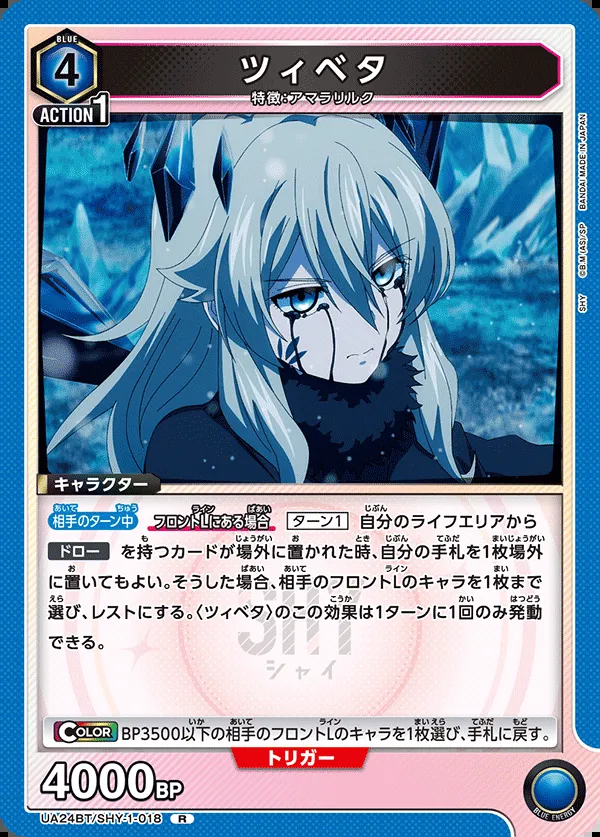 BLUE
4
ツィベタ
特徴:アマラリルク
ACTION 1
SHY ©B.M(AS)/SP BANDAI MADE IN JAPAN
キャラクター
相手のターン中 フロントLにある場合 ターン1 自分のライフエリアから
ドロー を持つカードが場外に置かれた時、自分の手札を1枚場外
に置いてもよい。そうした場合、相手のフロントLのキャラを1枚まで
選び、レストにする。〈ツィベタ〉のこの効果は1ターンに1回のみ発動
できる。
SHY
シャイ
COLOR BP3500以下の相手のフロントLのキャラを1枚選び、手札に戻す。
トリガー
4000BP
UA24BT/SHY-1-018 R
BLUE ENERGY